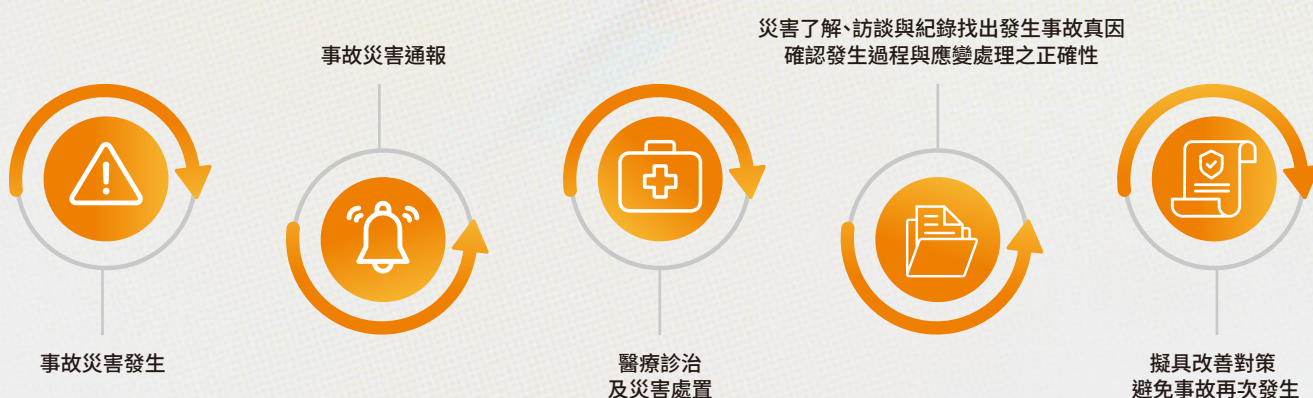 事故災害發生
事故災害通報
醫療診治
及災害處置
災害了解、訪談與紀錄找出發生事故真因
確認發生過程與應變處理之正確性
擬具改善對策
避免事故再次發生